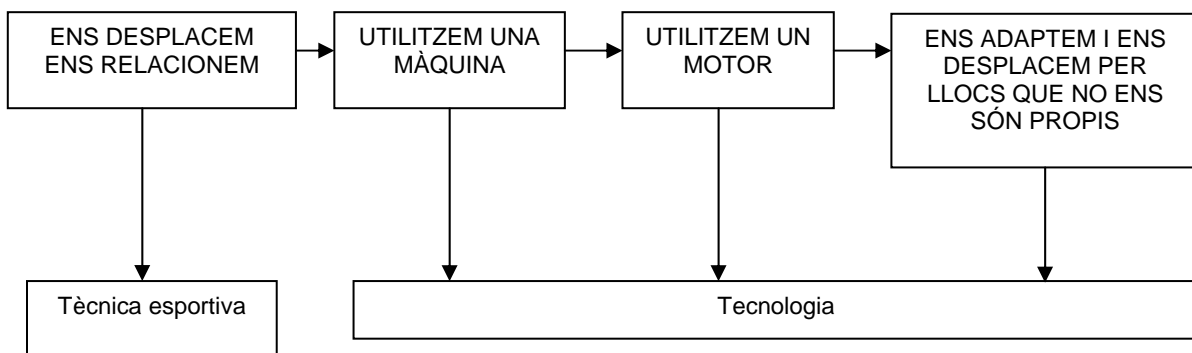 ENS DESPLACEM
ENS RELACIONEM
UTILITZEM UNA
MÀQUINA
UTILITZEM UN
MOTOR
ENS ADAPTEM I ENS
DESPLACEM PER
LLOCS QUE NO ENS
SÓN PROPIS
Tècnica esportiva
Tecnologia